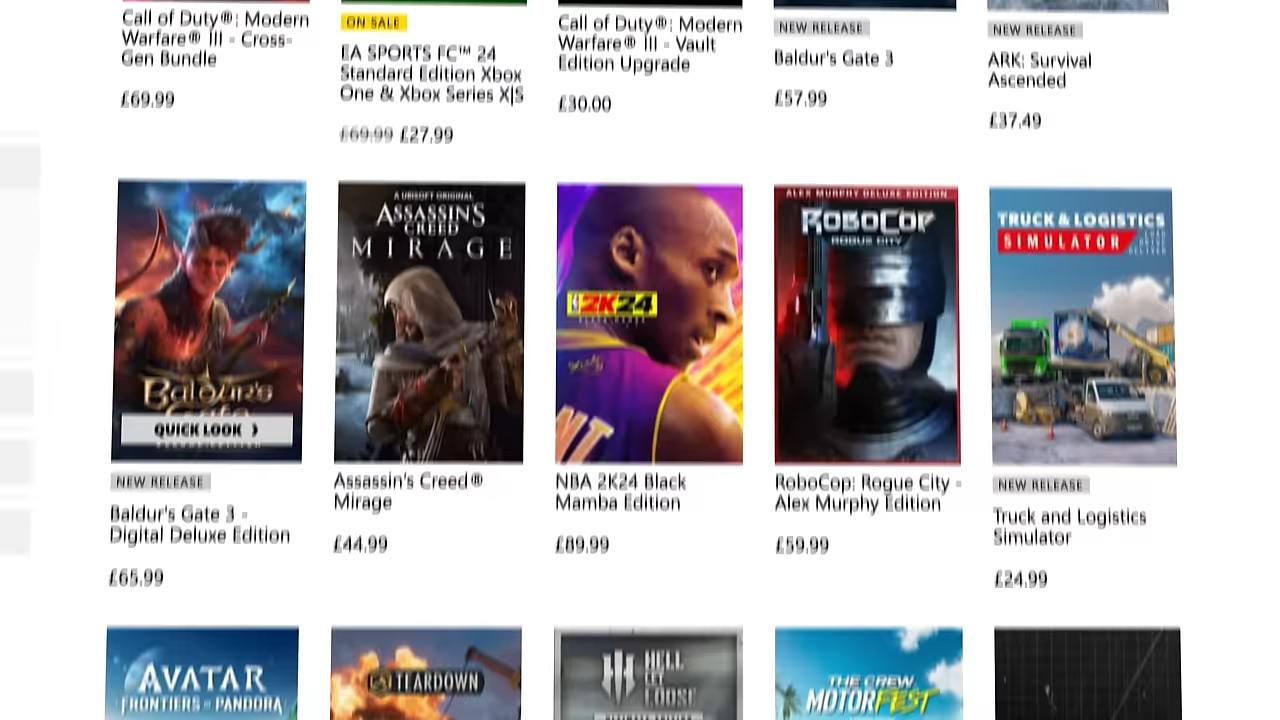 Call of Duty®: Modern
Warfare® III - Cross-
Gen Bundle
£69.99
ON SALE
EA SPORTS FC™ 24
Standard Edition Xbox
One & Xbox Series X|S
£69.99 £27.99
Call of Duty®: Modern
Warfare® III - Vault
Edition Upgrade
£30.00
NEW RELEASE
Baldur's Gate 3
£57.99
NEW RELEASE
ARK: Survival
Ascended
£37.49
BALDUR'S
GATE
QUICK LOOK ❯
NEW RELEASE
Baldur's Gate 3 -
Digital Deluxe Edition
£65.99
A UBISOFT ORIGINAL
ASSASSIN'S
CREED
MIRAGE
Assassin's Creed®
Mirage
£44.99
2K24
NBA 2K24 Black
Mamba Edition
£89.99
ALEX MURPHY DELUXE EDITION
ROBOCOP
ROGUE CITY
RoboCop: Rogue City -
Alex Murphy Edition
£59.99
TRUCK & LOGISTICS
SIMULATOR
NEW RELEASE
Truck and Logistics
Simulator
£24.99
AVATAR
FRONTIERS OF PANDORA
TEARDOWN
HELL
LET
LOOSE
THE CREW
MOTORFEST